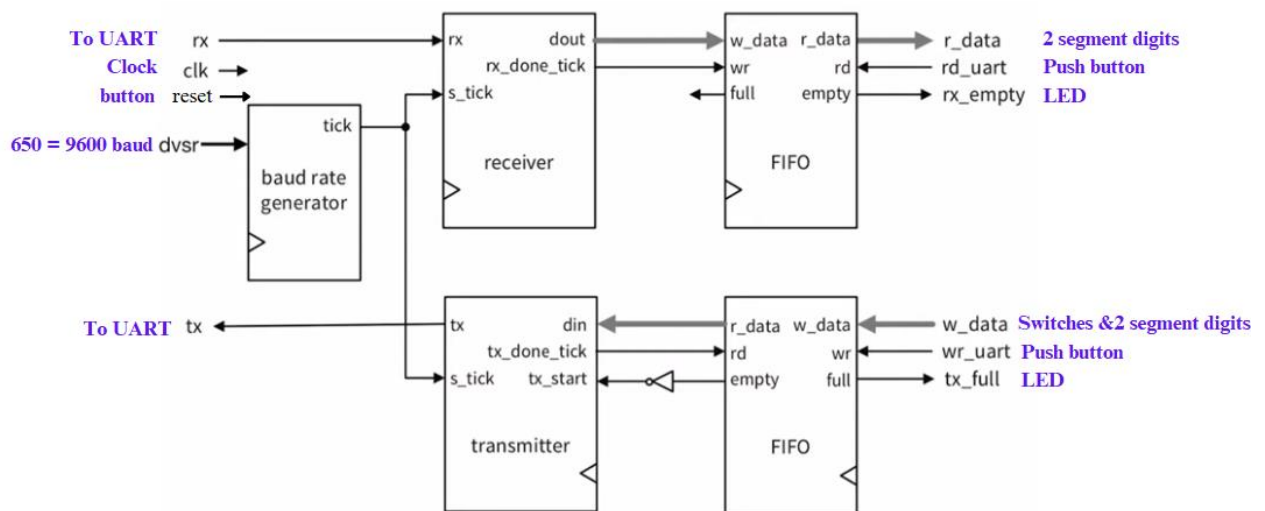 To UART rx
Clock clk
button reset
650 = 9600 baud dvsr
tick
baud rate
generator
rx dout
rx_done_tick
s_tick
receiver
w_data r_data
wr rd
full empty
FIFO
r_data 2 segment digits
rd_uart Push button
rx_empty LED
To UART tx
tx din
tx_done_tick
s_tick tx_start
transmitter
r_data w_data
rd wr
empty full
FIFO
w_data Switches &2 segment digits
wr_uart Push button
tx_full LED